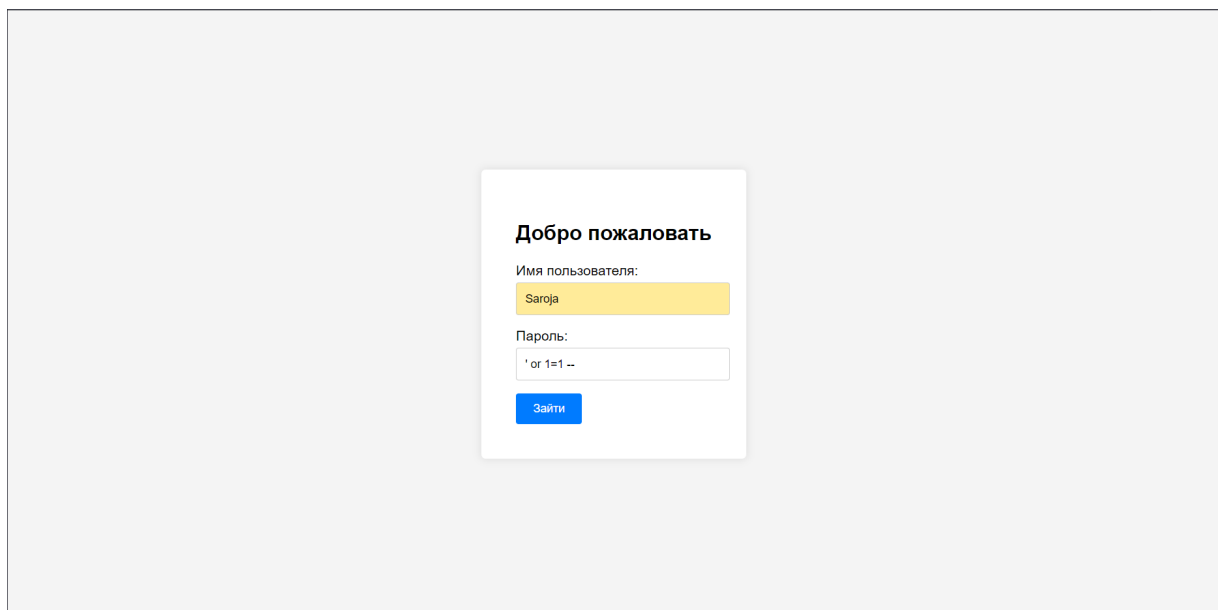 Добро пожаловать
Имя пользователя:
Saroja
Пароль:
' or 1=1 --
Зайти